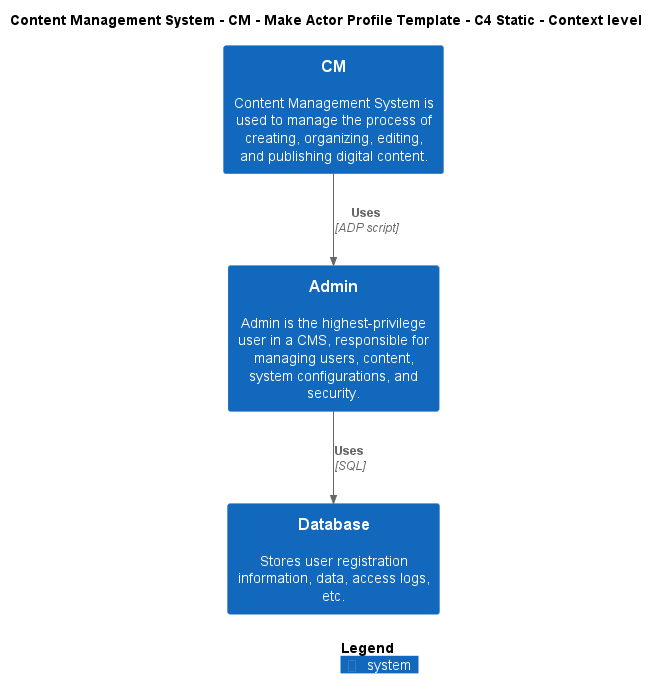 Content Management System - CM - Make Actor Profile Template - C4 Static - Context level
CM
Content Management System is
used to manage the process of
creating, organizing, editing,
and publishing digital content.
Uses
[ADP script]
Admin
Admin is the highest-privilege
user in a CMS, responsible for
managing users, content,
system configurations, and
security.
Uses
[SQL]
Database
Stores user registration
information, data, access logs,
etc.
Legend
system